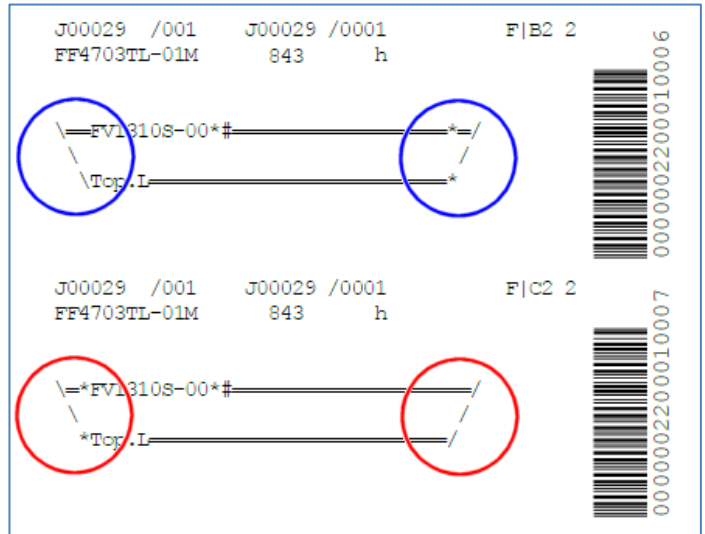 J00029 /001 J00029 /0001 F|B2 2
FF4703TL-01M 843 h
\═FV1310S-00*#══════════════════*═/
\ /
\Top.L═════════════════════════*
0000002200010006
J00029 /001 J00029 /0001 F|C2 2
FF4703TL-01M 843 h
\═*FV1310S-00*#════════════════════/
\ /
*Top.L═════════════════════════/
0000002200010007